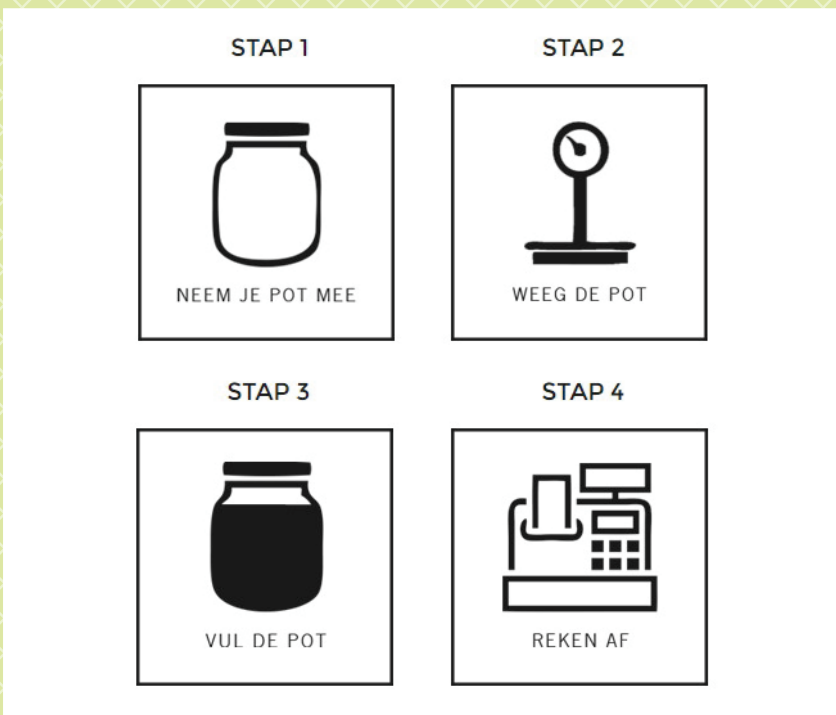 STAP 1
NEEM JE POT MEE
STAP 2
WEEG DE POT
STAP 3
VUL DE POT
STAP 4
REKEN AF